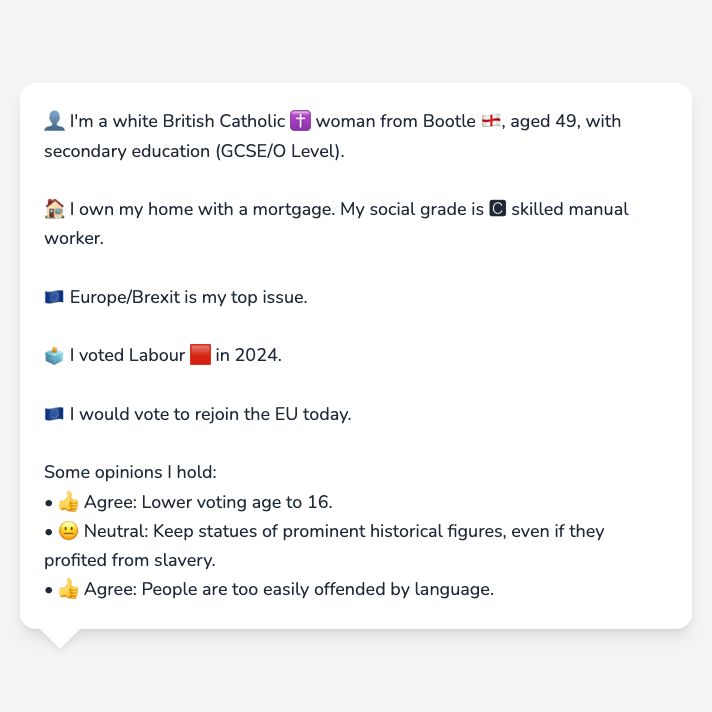 👤 I'm a white British Catholic ✝️ woman from Bootle 🏴󠁧󠁢󠁥󠁮󠁧󠁿, aged 49, with
secondary education (GCSE/O Level).
🏠 I own my home with a mortgage. My social grade is 🅲 skilled manual
worker.
🇪🇺 Europe/Brexit is my top issue.
🗳️ I voted Labour 🟥 in 2024.
🇪🇺 I would vote to rejoin the EU today.
Some opinions I hold:
• 👍 Agree: Lower voting age to 16.
• 😐 Neutral: Keep statues of prominent historical figures, even if they
profited from slavery.
• 👍 Agree: People are too easily offended by language.